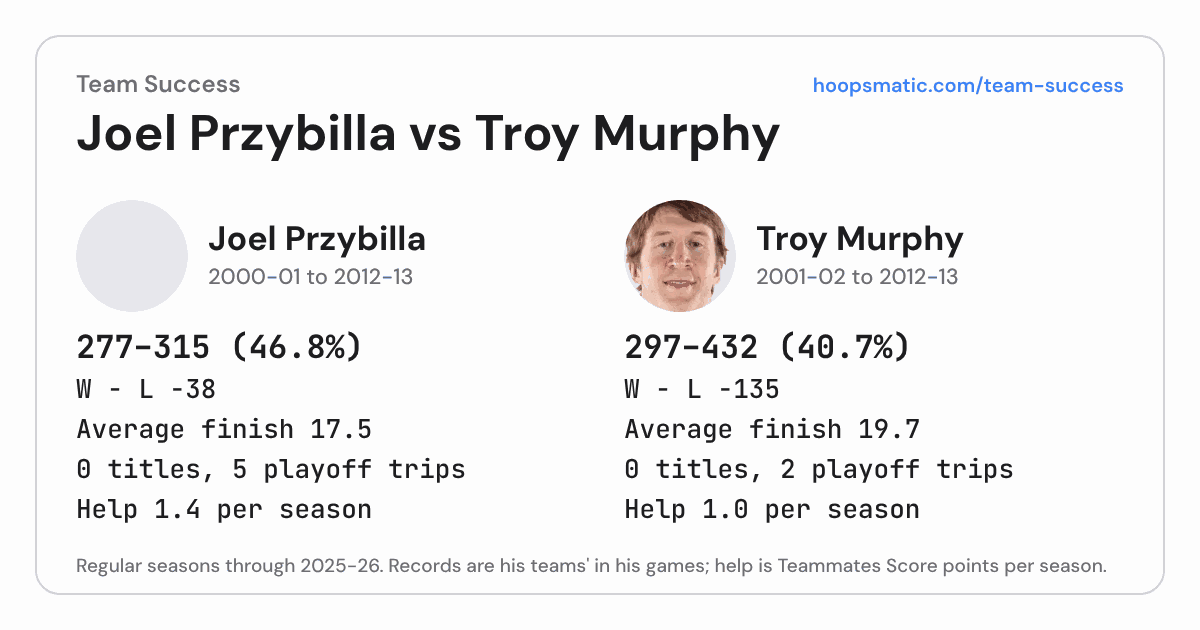 Team Success
hoopsmatic.com/team-success
Joel Przybilla vs Troy Murphy
Joel Przybilla
2000-01 to 2012-13
277-315 (46.8%)
W - L -38
Average finish 17.5
0 titles, 5 playoff trips
Help 1.4 per season
Troy Murphy
2001-02 to 2012-13
297-432 (40.7%)
W - L -135
Average finish 19.7
0 titles, 2 playoff trips
Help 1.0 per season
Regular seasons through 2025-26. Records are his teams' in his games; help is Teammates Score points per season.